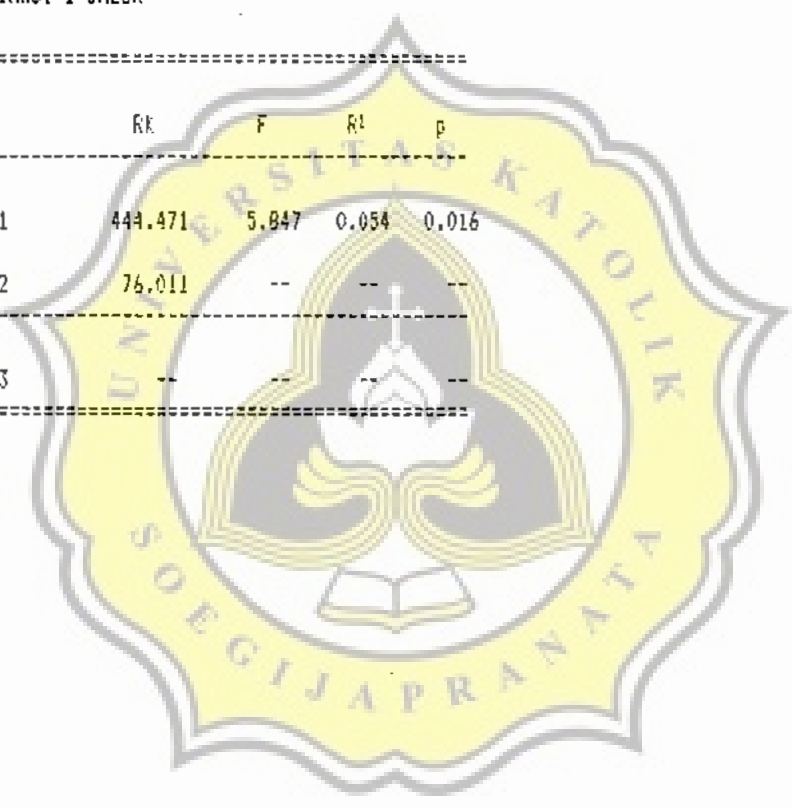 RK F R² p
1 444.471 5.847 0.054 0.016
2 76.011 -- -- --
3 -- -- -- --
UNIVERSITAS KATOLIK
SOEGIJAPRANATA